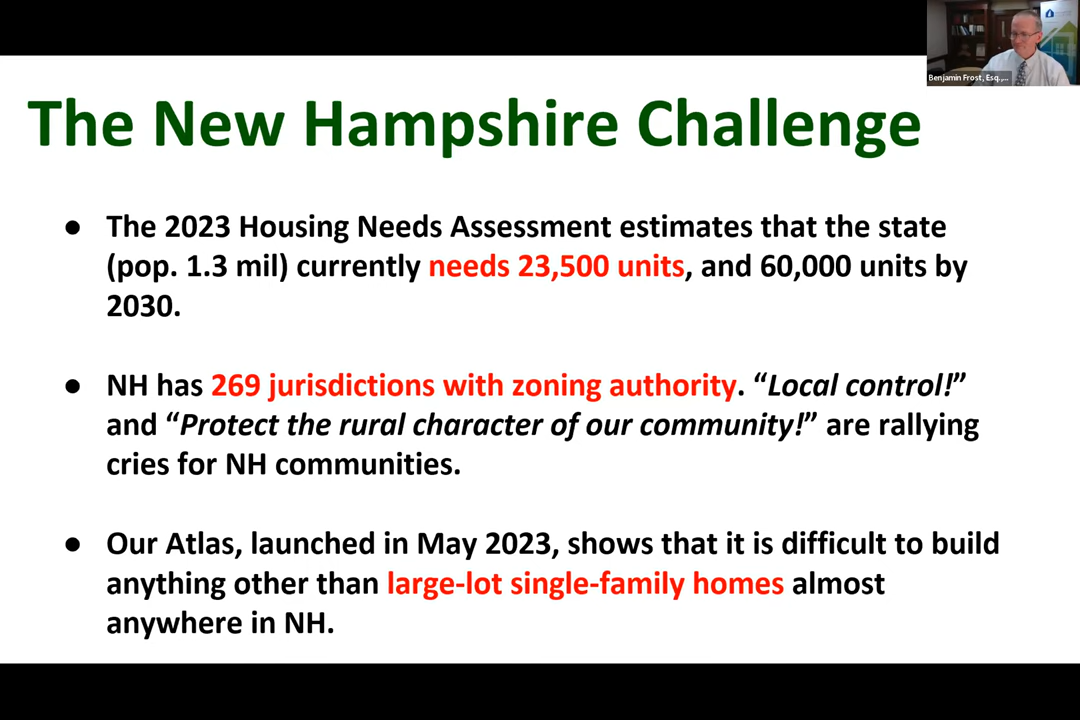 Benjamin Frost, Esq.,...
The New Hampshire Challenge
● The 2023 Housing Needs Assessment estimates that the state
(pop. 1.3 mil) currently needs 23,500 units, and 60,000 units by
2030.
● NH has 269 jurisdictions with zoning authority. “Local control!”
and “Protect the rural character of our community!” are rallying
cries for NH communities.
● Our Atlas, launched in May 2023, shows that it is difficult to build
anything other than large-lot single-family homes almost
anywhere in NH.